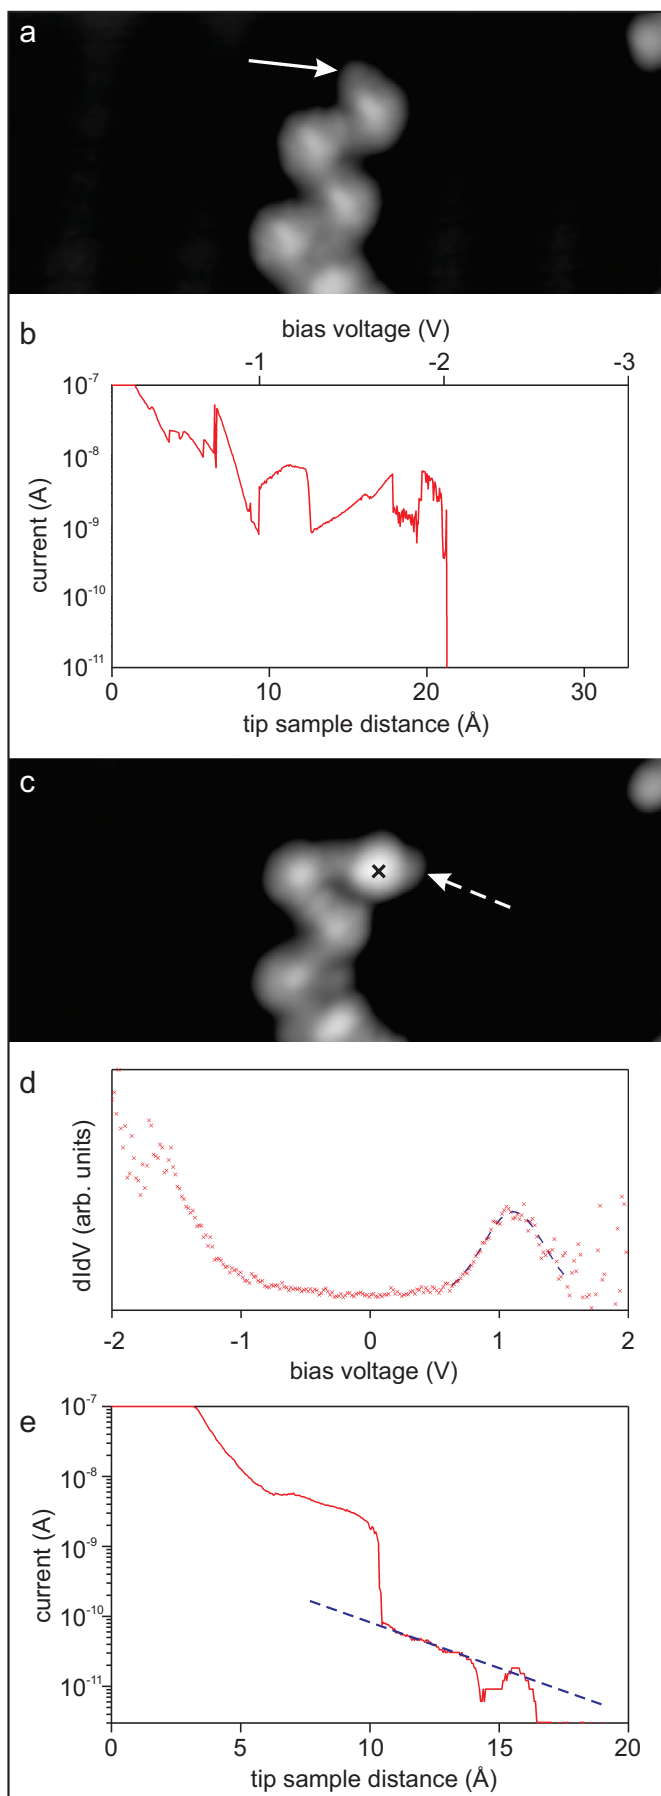 a
b
bias voltage (V)
-1 -2 -3
10-7
10-8
10-9
10-10
10-11
current (A)
0 10 20 30
tip sample distance (Å)
c
×
d
dIdV (arb. units)
-2 -1 0 1 2
bias voltage (V)
e
10-7
10-8
10-9
10-10
10-11
current (A)
0 5 10 15 20
tip sample distance (Å)